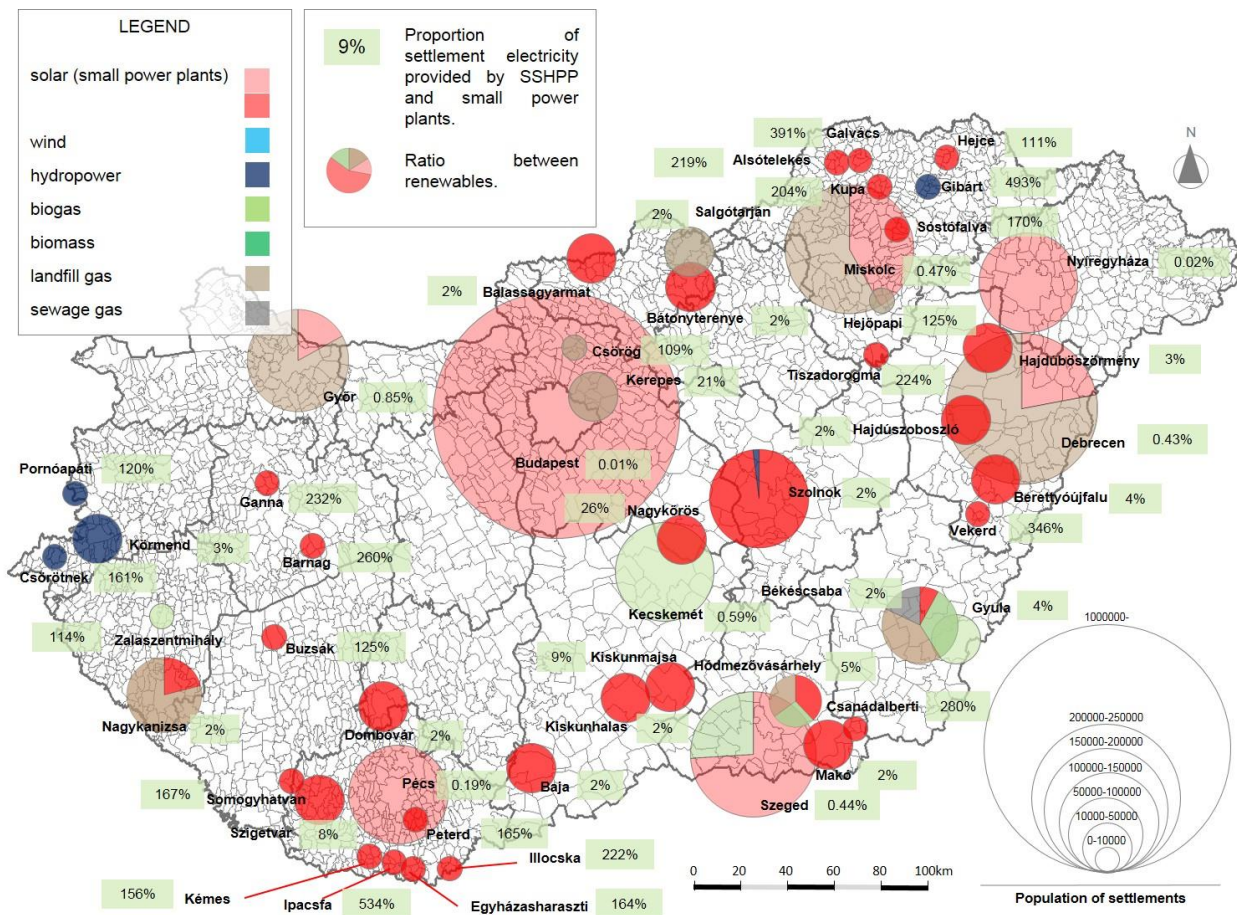 LEGEND
solar (small power plants)
wind
hydropower
biogas
biomass
landfill gas
sewage gas
9%
Proportion of
settlement electricity
provided by SSHPP
and small power
plants.
Ratio between
renewables.
N
391%
Galvács
Hejce
111%
219%
Alsótelekés
204%
Kupa
Gibárt
493%
2%
Salgótarján
Sóstófalva
170%
Nyíregyháza
0.02%
Miskolc
0.47%
2%
Balassagyarmat
Bátonyterenye
2%
Hejőpapi
125%
Csörög
109%
Hajdúböszörmény
3%
Kerepes
21%
Tiszadorogma
224%
Győr
0.85%
2%
Hajdúszoboszló
Debrecen
0.43%
Pornóapáti
120%
Budapest
0.01%
Ganna
232%
26%
Nagykőrös
Szolnok
2%
Berettyóújfalu
4%
Vekerd
346%
Körmend
3%
Barnag
260%
Csörötnek
161%
Békéscsaba
2%
Gyula
4%
Kecskemét
0.59%
1000000-
114%
Zalaszentmihály
Buzsák
125%
9%
Kiskunmajsa
Hódmezővásárhely
5%
Csanádalberti
280%
Nagykanizsa
2%
Kiskunhalas
2%
200000-250000
150000-200000
100000-150000
50000-100000
10000-50000
0-10000
Dombóvár
2%
Makó
2%
Pécs
0.19%
Baja
2%
Szeged
0.44%
167%
Somogyhatvan
Szigetvár
8%
Peterd
165%
Illocska
222%
156%
Kémes
Ipacsfa
534%
Egyházasharaszti
164%
0 20 40 60 80 100km
Population of settlements